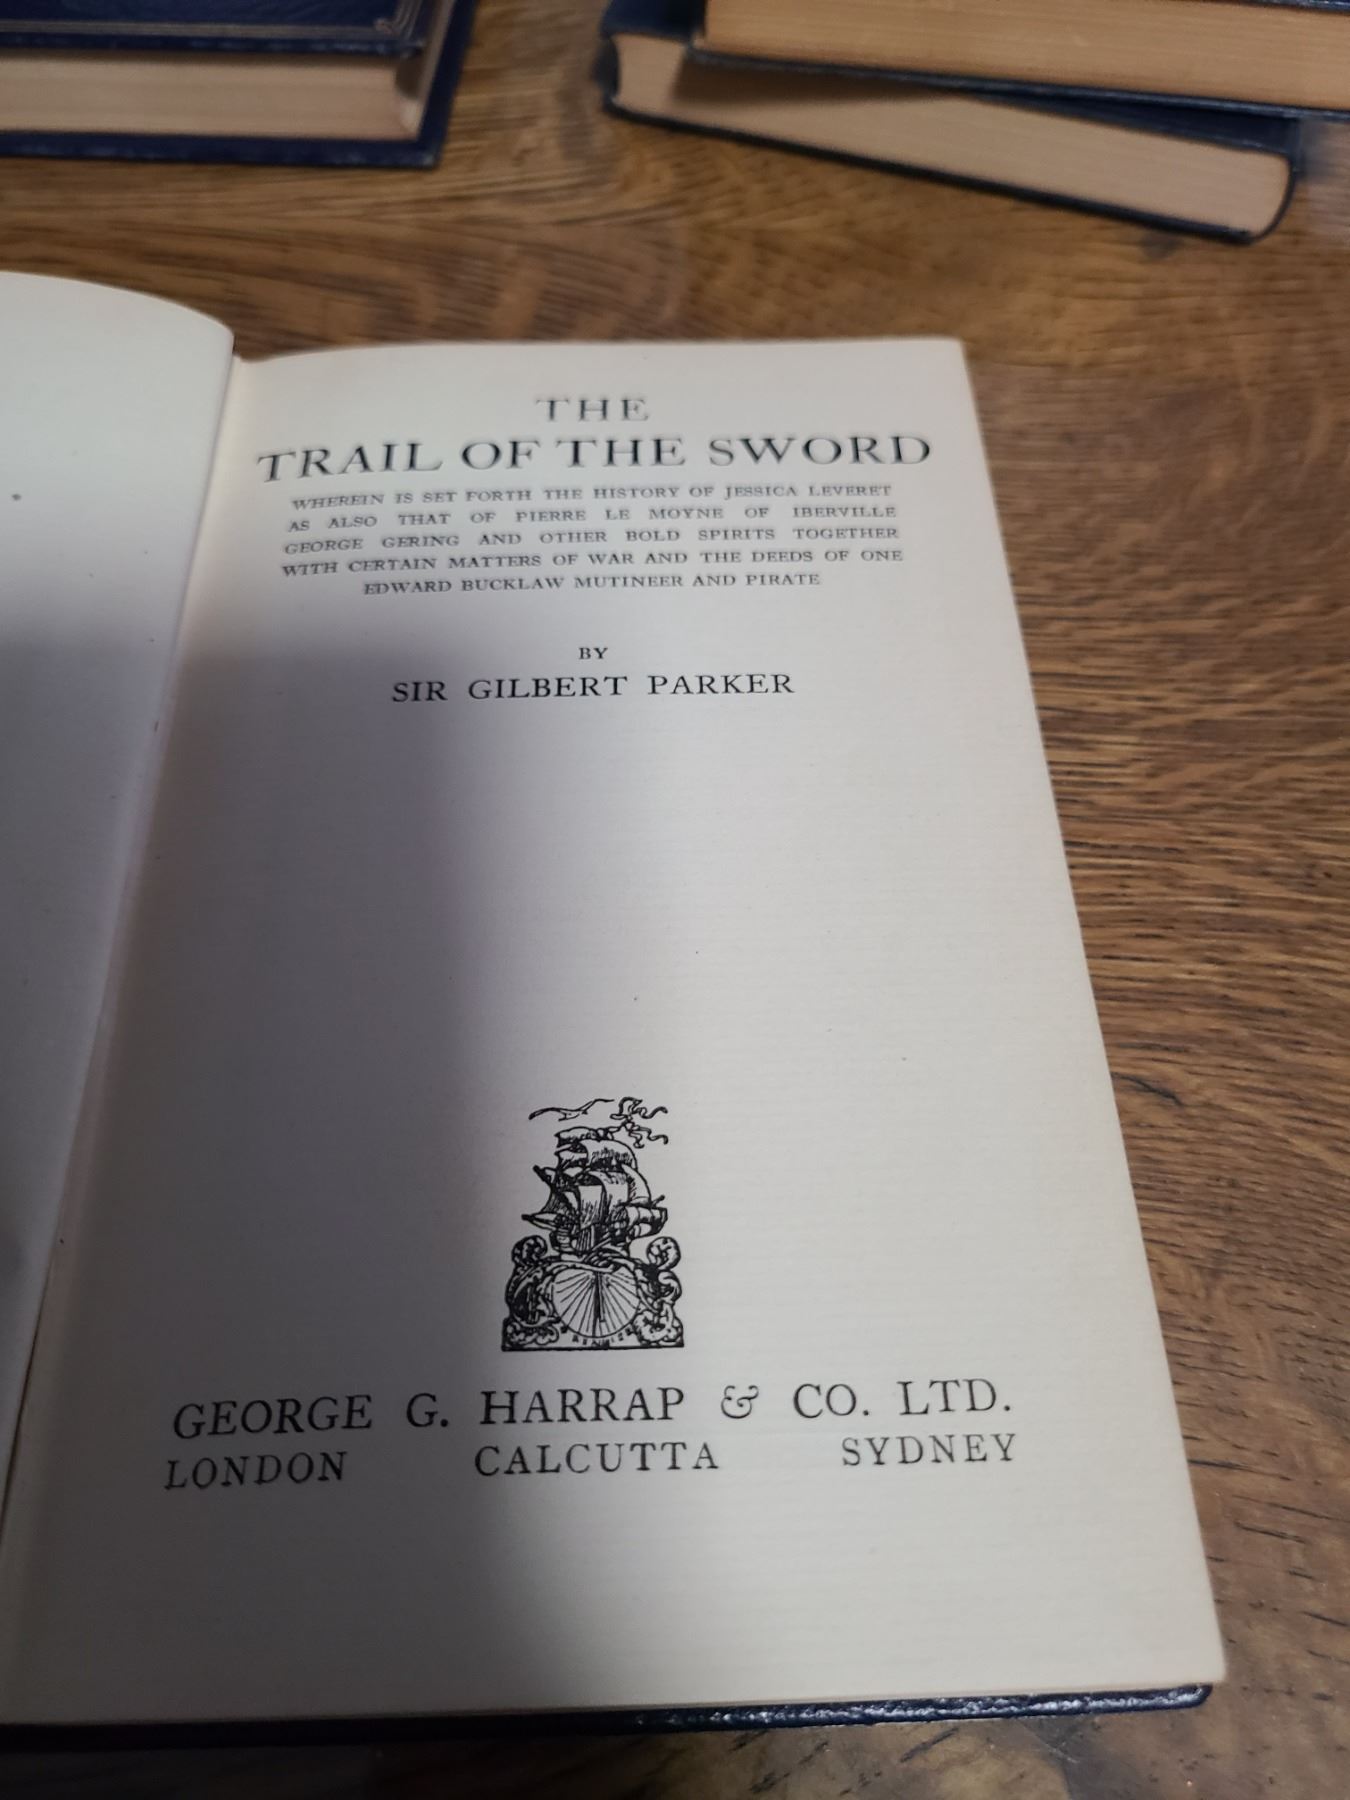 THE
TRAIL OF THE SWORD
WHEREIN IS SET FORTH THE HISTORY OF JESSICA LEVERET
AS ALSO THAT OF PIERRE LE MOYNE OF IBERVILLE
GEORGE GERING AND OTHER BOLD SPIRITS TOGETHER
WITH CERTAIN MATTERS OF WAR AND THE DEEDS OF ONE
EDWARD BUCKLAW MUTINEER AND PIRATE
BY
SIR GILBERT PARKER
GEORGE G. HARRAP & CO. LTD.
LONDON CALCUTTA SYDNEY